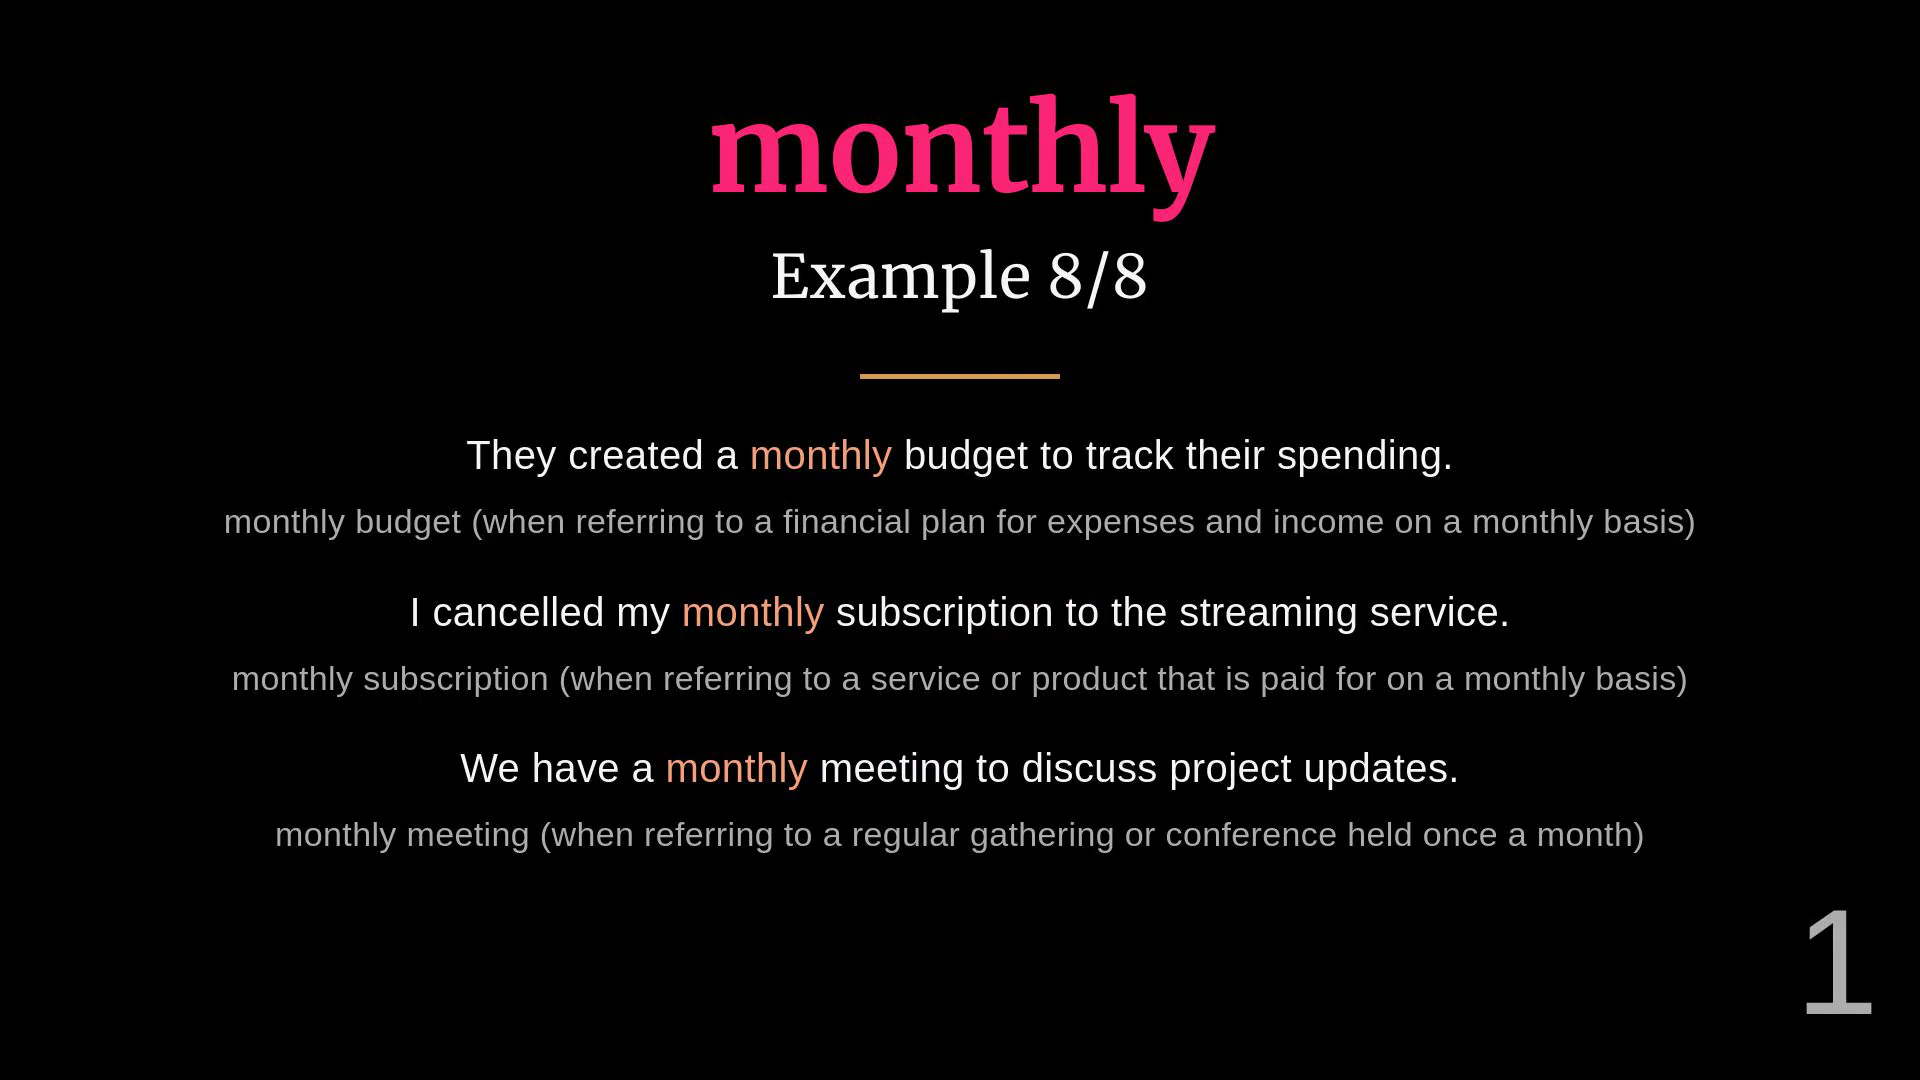 monthly
Example 8/8
They created a monthly budget to track their spending.
monthly budget (when referring to a financial plan for expenses and income on a monthly basis)
I cancelled my monthly subscription to the streaming service.
monthly subscription (when referring to a service or product that is paid for on a monthly basis)
We have a monthly meeting to discuss project updates.
monthly meeting (when referring to a regular gathering or conference held once a month)
1